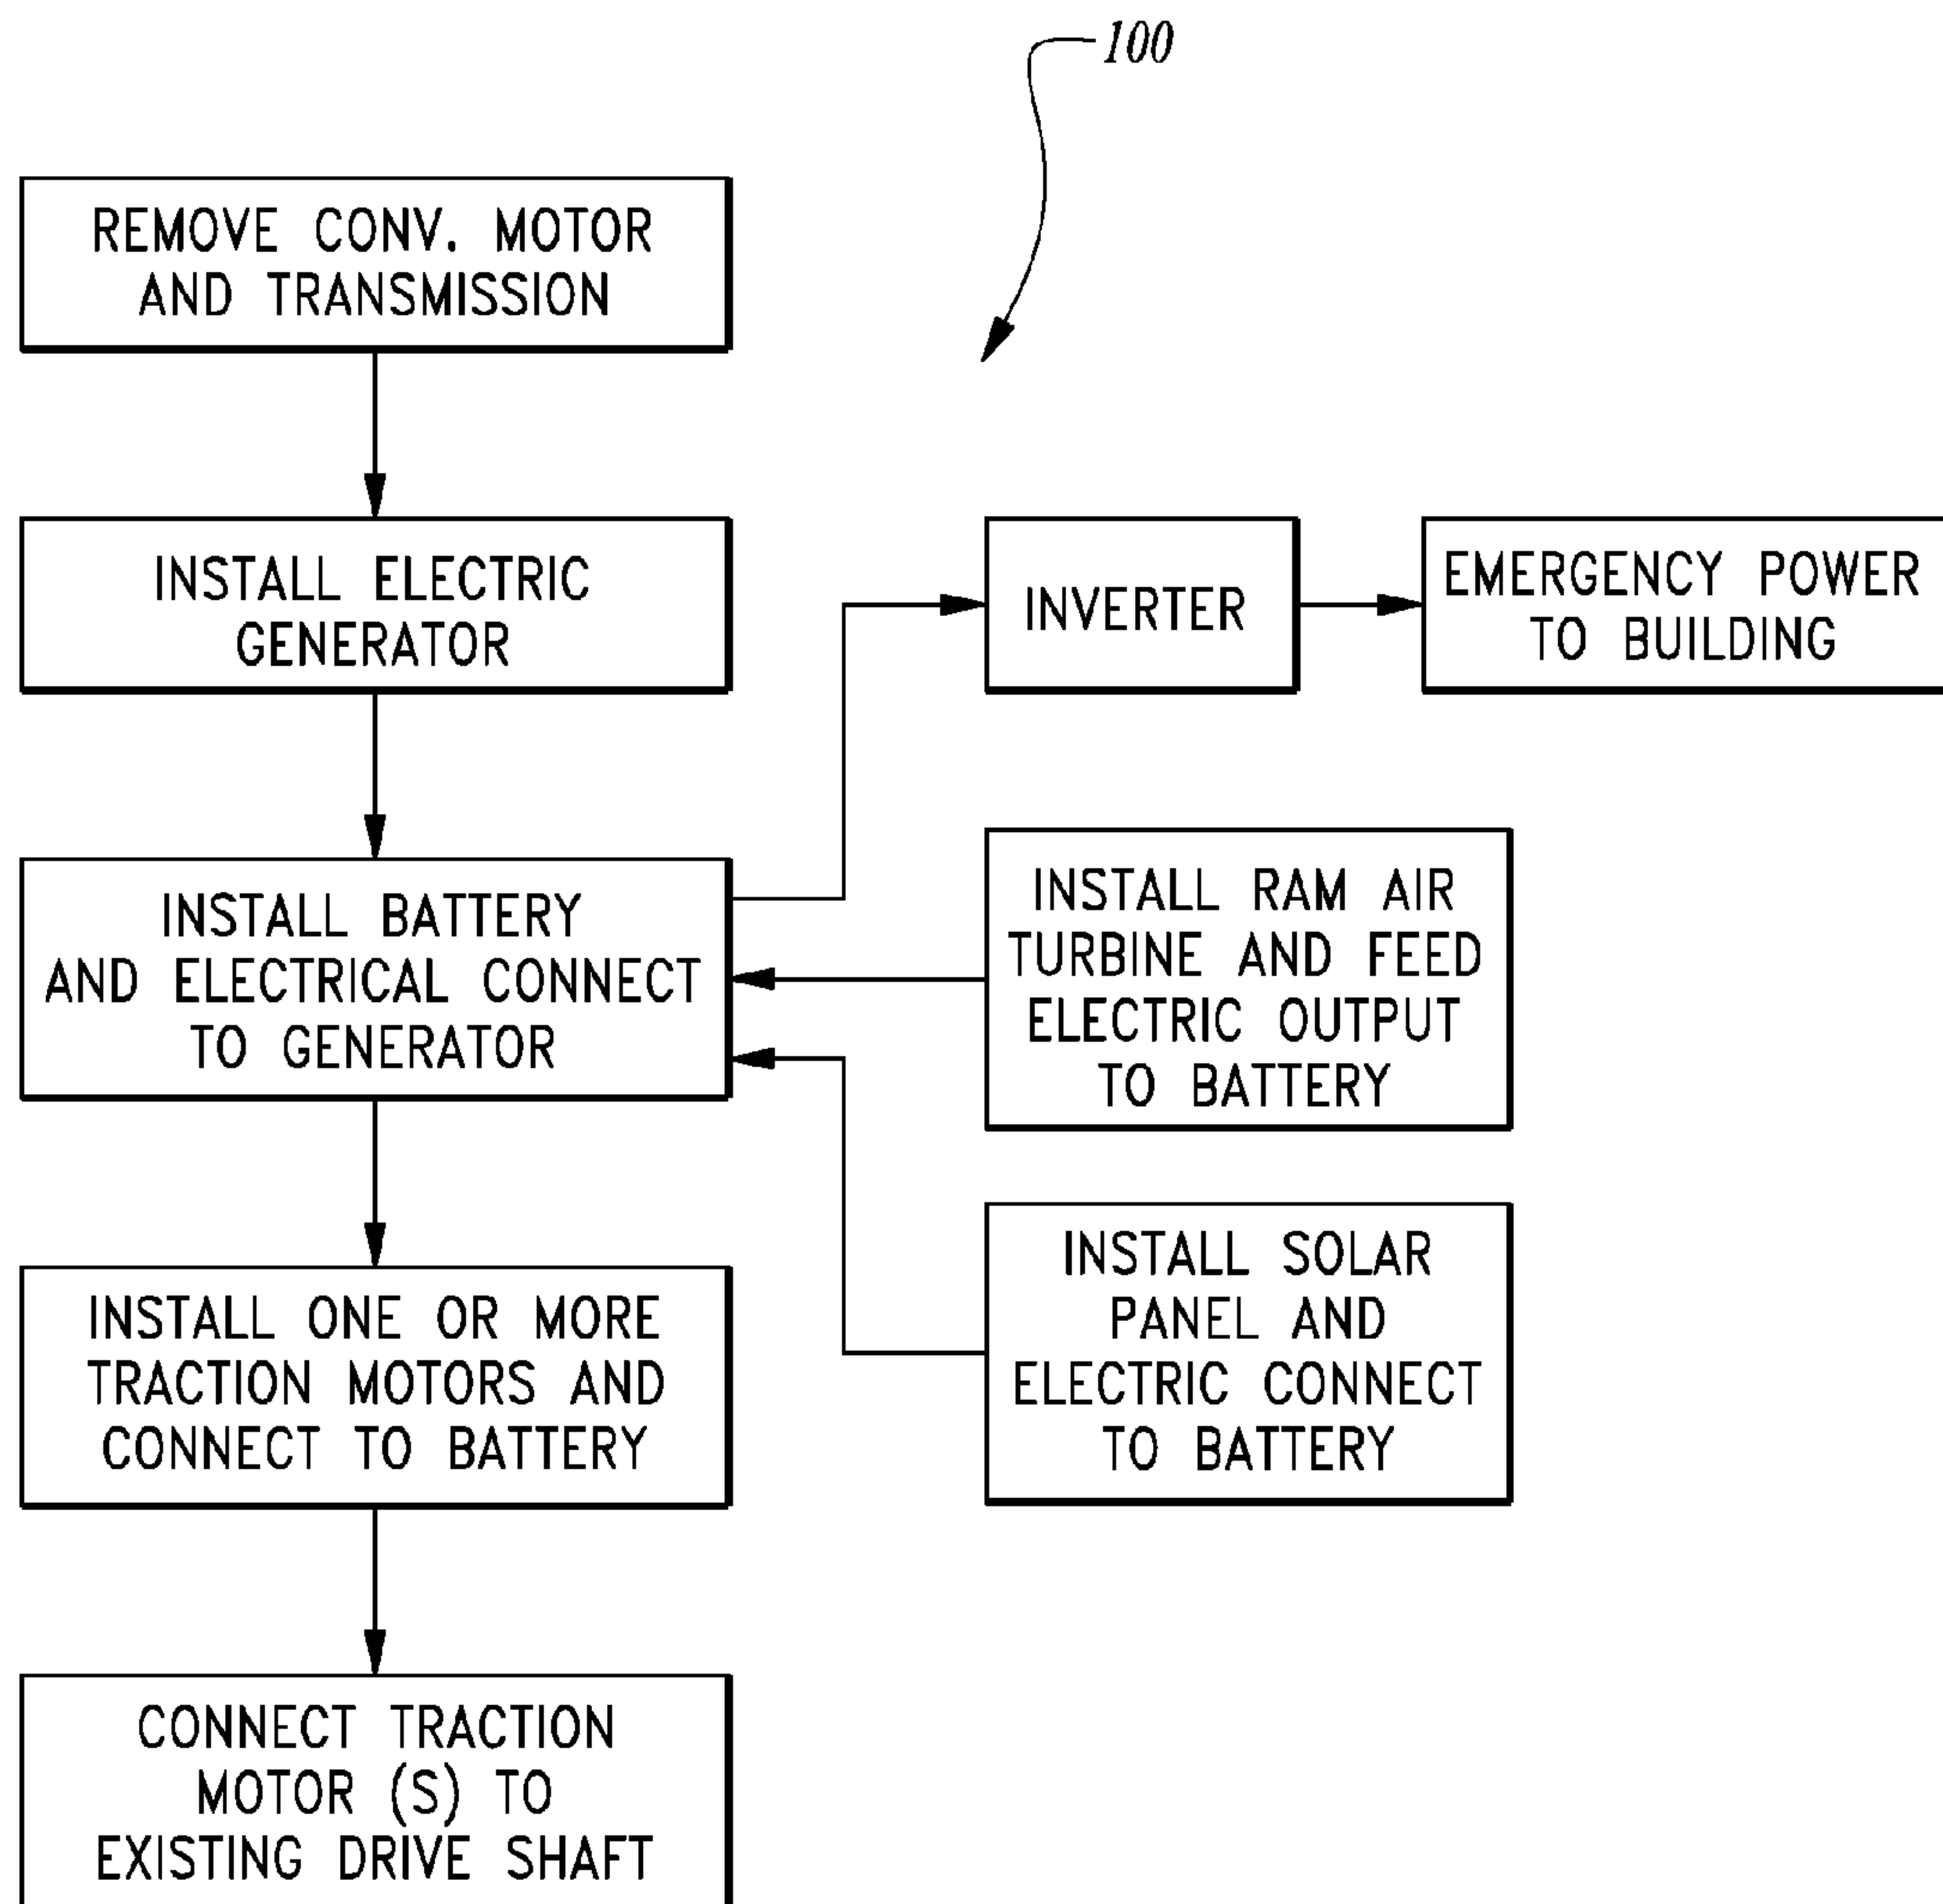 100
REMOVE CONV. MOTOR
AND TRANSMISSION
INSTALL ELECTRIC
GENERATOR
INVERTER
EMERGENCY POWER
TO BUILDING
INSTALL BATTERY
AND ELECTRICAL CONNECT
TO GENERATOR
INSTALL RAM AIR
TURBINE AND FEED
ELECTRIC OUTPUT
TO BATTERY
INSTALL ONE OR MORE
TRACTION MOTORS AND
CONNECT TO BATTERY
INSTALL SOLAR
PANEL AND
ELECTRIC CONNECT
TO BATTERY
CONNECT TRACTION
MOTOR (S) TO
EXISTING DRIVE SHAFT